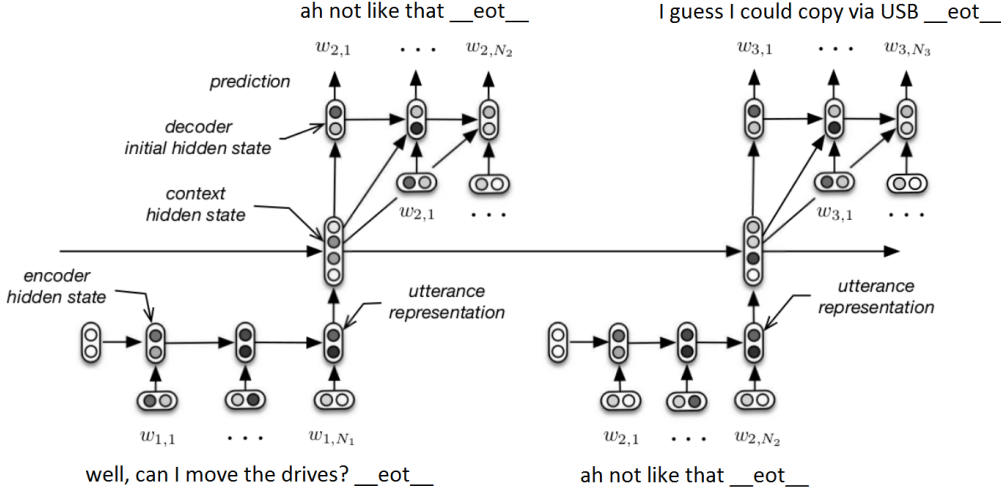 ah not like that __eot__
I guess I could copy via USB __eot__
w2,1 · · · w2,N2
w3,1 · · · w3,N3
prediction
decoder
initial hidden state
context
hidden state
w2,1 · · ·
w3,1 · · ·
encoder
hidden state
utterance
representation
utterance
representation
w1,1 · · · w1,N1
w2,1 · · · w2,N2
well, can I move the drives? __eot__
ah not like that __eot__